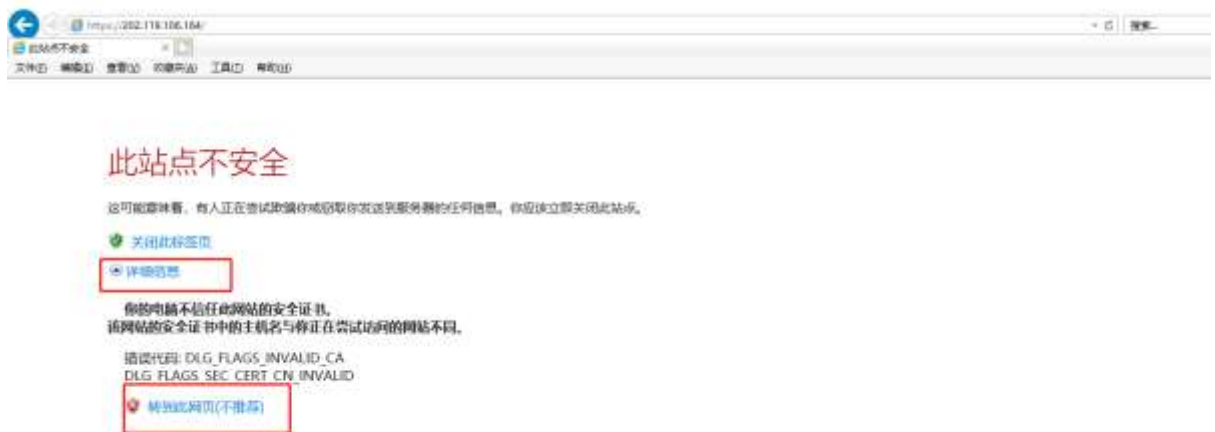 https://202.118.106.184/
搜索...
此站点不安全
文件(F) 编辑(E) 查看(V) 收藏夹(A) 工具(T) 帮助(H)
此站点不安全
这可能意味着，有人正在尝试欺骗你或窃取你发送到服务器的任何信息。你应该立即关闭此站点。
关闭此标签页
详细信息
你的电脑不信任此网站的安全证书。
该网站的安全证书中的主机名与你正在尝试访问的网站不同。
错误代码: DLG_FLAGS_INVALID_CA
DLG_FLAGS_SEC_CERT_CN_INVALID
转到此网页(不推荐)